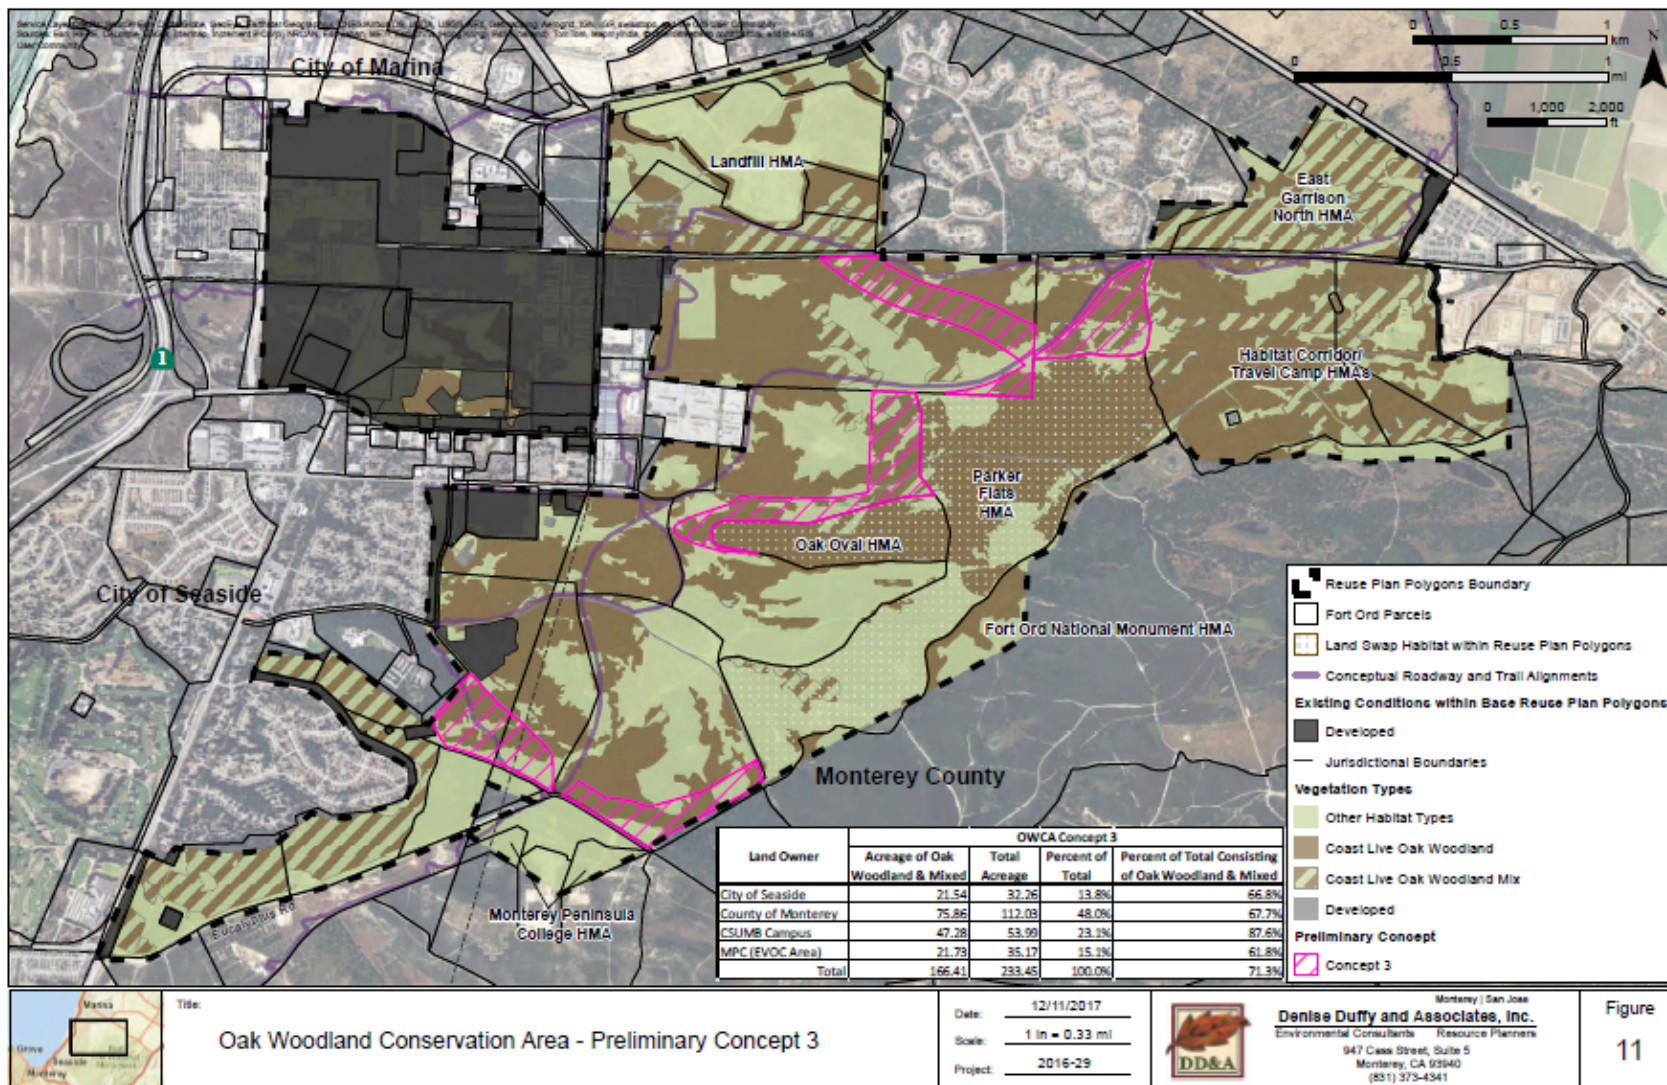 City of Marina
0 0.5 1
km
0 0.5 1
mi
0 1,000 2,000
ft
N
Landfill HMA
East
Garrison
North HMA
1
Habitat Corridor/
Travel Camp HMAs
Parker
Flats
HMA
Oak Oval HMA
City of Seaside
Fort Ord National Monument HMA
Monterey County
Monterey Peninsula
College HMA
Eucalyptus Rd
Reuse Plan Polygons Boundary
Fort Ord Parcels
Land Swap Habitat within Reuse Plan Polygons
Conceptual Roadway and Trail Alignments
Existing Conditions within Base Reuse Plan Polygons
Developed
Jurisdictional Boundaries
Vegetation Types
Other Habitat Types
Coast Live Oak Woodland
Coast Live Oak Woodland Mix
Developed
Preliminary Concept
Concept 3
OWCA Concept 3
Land Owner Acreage of Oak Woodland & Mixed Total Acreage Percent of Total Percent of Total Consisting of Oak Woodland & Mixed
City of Seaside 21.54 32.26 13.8% 66.8%
County of Monterey 75.86 112.03 48.0% 67.7%
CSUMB Campus 47.28 53.99 23.1% 87.6%
MPC (EVOC Area) 21.73 35.17 15.1% 61.8%
Total 166.41 233.45 100.0% 71.3%
Marina
Grove
Seaside
Monterey
Title:
Oak Woodland Conservation Area - Preliminary Concept 3
Date: 12/11/2017
Scale: 1 in = 0.33 mi
Project: 2016-29
DD&A
Monterey | San Jose
Denise Duffy and Associates, Inc.
Environmental Consultants Resource Planners
947 Cass Street, Suite 5
Monterey, CA 93940
(831) 373-4341
Figure
11